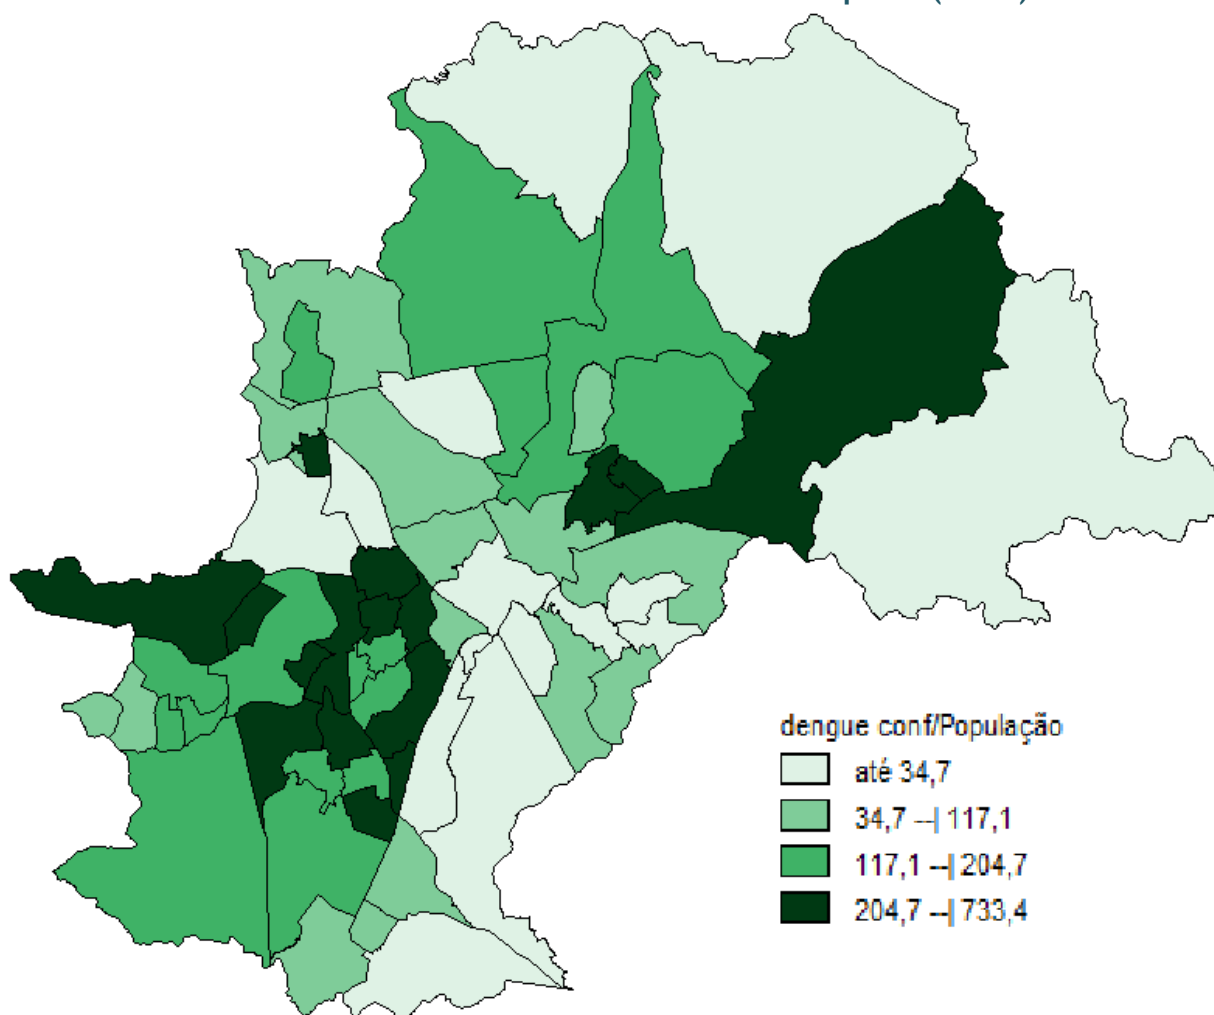 dengue conf/População
até 34,7
34,7 --| 117,1
117,1 --| 204,7
204,7 --| 733,4